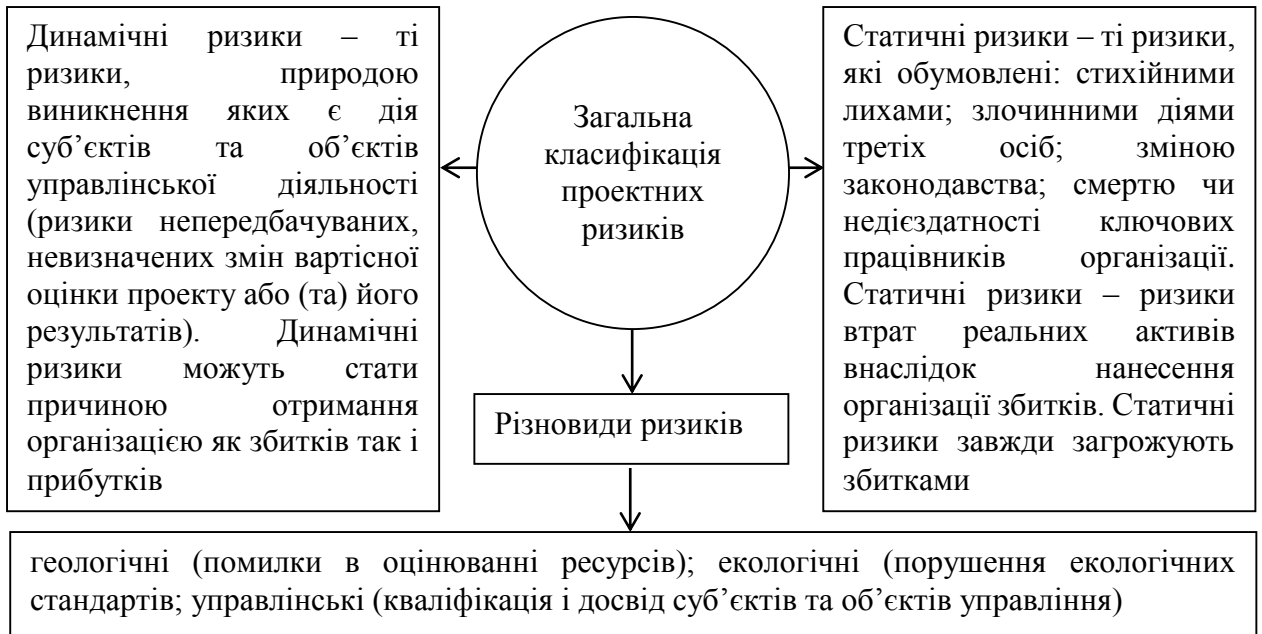 Динамічні ризики – ті
ризики, природою
виникнення яких є дія
суб’єктів та об’єктів
управлінської діяльності
(ризики непередбачуваних,
невизначених змін вартісної
оцінки проекту або (та) його
результатів). Динамічні
ризики можуть стати
причиною отримання
організацією як збитків так і
прибутків
Загальна
класифікація
проектних
ризиків
Статичні ризики – ті ризики,
які обумовлені: стихійними
лихами; злочинними діями
третіх осіб; зміною
законодавства; смертю чи
недієздатності ключових
працівників організації.
Статичні ризики – ризики
втрат реальних активів
внаслідок нанесення
організації збитків. Статичні
ризики завжди загрожують
збитками
Різновиди ризиків
геологічні (помилки в оцінюванні ресурсів); екологічні (порушення екологічних
стандартів; управлінські (кваліфікація і досвід суб’єктів та об’єктів управління)